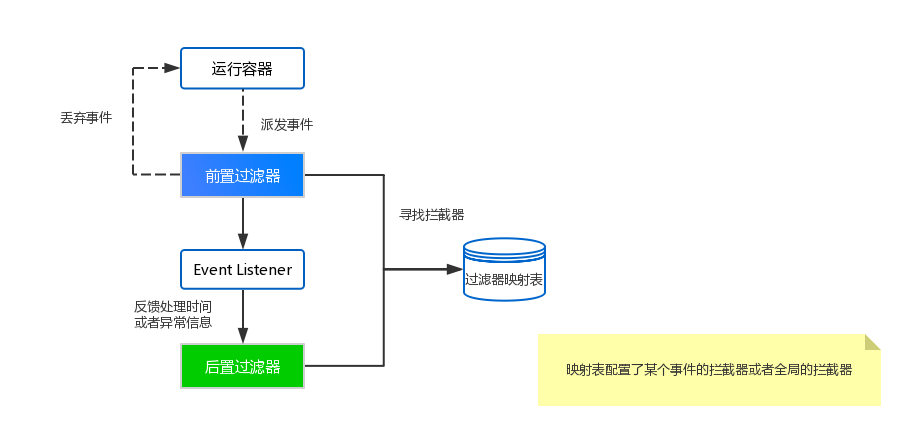 运行容器
丢弃事件
派发事件
前置过滤器
寻找拦截器
Event Listener
过滤器映射表
反馈处理时间
或者异常信息
后置过滤器
映射表配置了某个事件的拦截器或者全局的拦截器